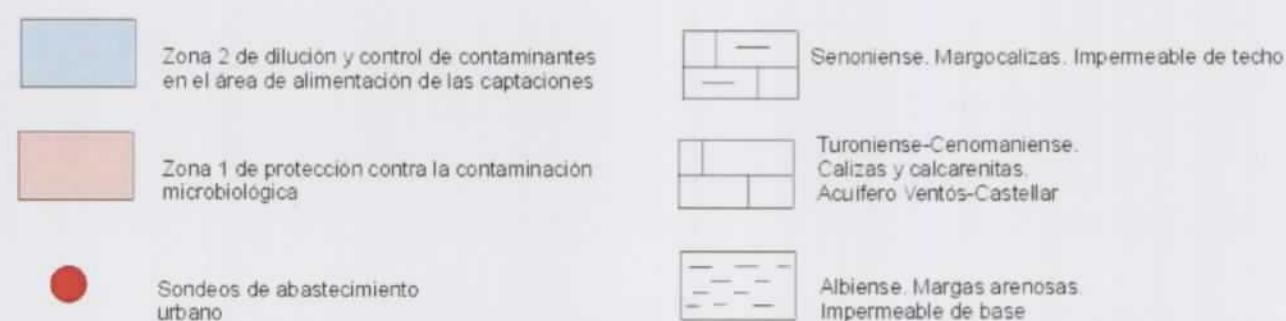 Zona 2 de dilución y control de contaminantes
en el área de alimentación de las captaciones
Zona 1 de protección contra la contaminación
microbiológica
Sondeos de abastecimiento
urbano
Senoniense. Margocalizas. Impermeable de techo
Turoniense-Cenomaniense.
Calizas y calcarenitas.
Acuífero Ventós-Castellar
Albiense. Margas arenosas.
Impermeable de base